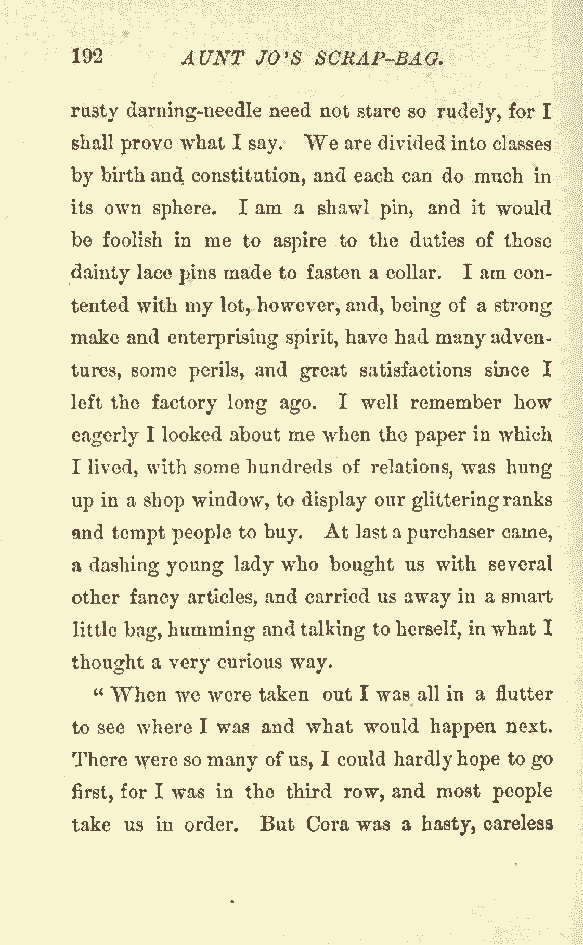 192 AUNT JO'S SCRAP-BAG.
rusty darning-needle need not stare so rudely, for I
shall prove what I say. We are divided into classes
by birth and constitution, and each can do much in
its own sphere. I am a shawl pin, and it would
be foolish in me to aspire to the duties of those
dainty lace pins made to fasten a collar. I am con-
tented with my lot, however, and, being of a strong
make and enterprising spirit, have had many adven-
tures, some perils, and great satisfactions since I
left the factory long ago. I well remember how
eagerly I looked about me when the paper in which
I lived, with some hundreds of relations, was hung
up in a shop window, to display our glittering ranks
and tempt people to buy. At last a purchaser came,
a dashing young lady who bought us with several
other fancy articles, and carried us away in a smart
little bag, humming and talking to herself, in what I
thought a very curious way.
“ When we were taken out I was all in a flutter
to see where I was and what would happen next.
There were so many of us, I could hardly hope to go
first, for I was in the third row, and most people
take us in order. But Cora was a hasty, careless